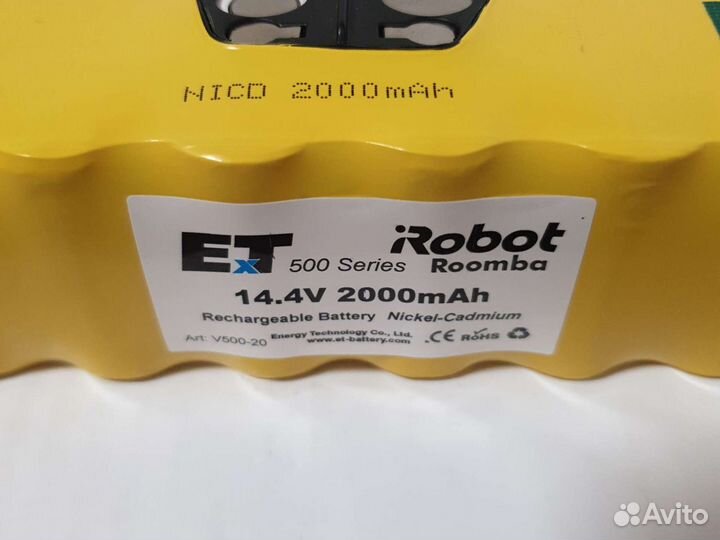 NICD 2000mAh
ExT 500 Series
iRobot
Roomba
14.4V 2000mAh
Rechargeable Battery Nickel-Cadmium
Art: V500-20
Energy Technology Co., Ltd.
www.et-battery.com
CE RoHS
Avito